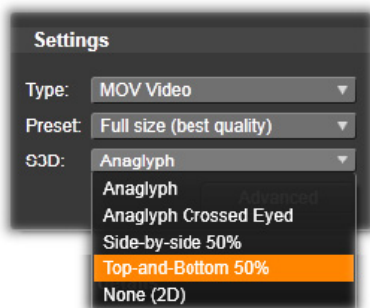 Settings
Type: MOV Video
Preset: Full size (best quality)
S3D: Anaglyph
Anaglyph
Anaglyph Crossed Eyed
Advanced
Side-by-side 50%
Top-and-Bottom 50%
None (2D)